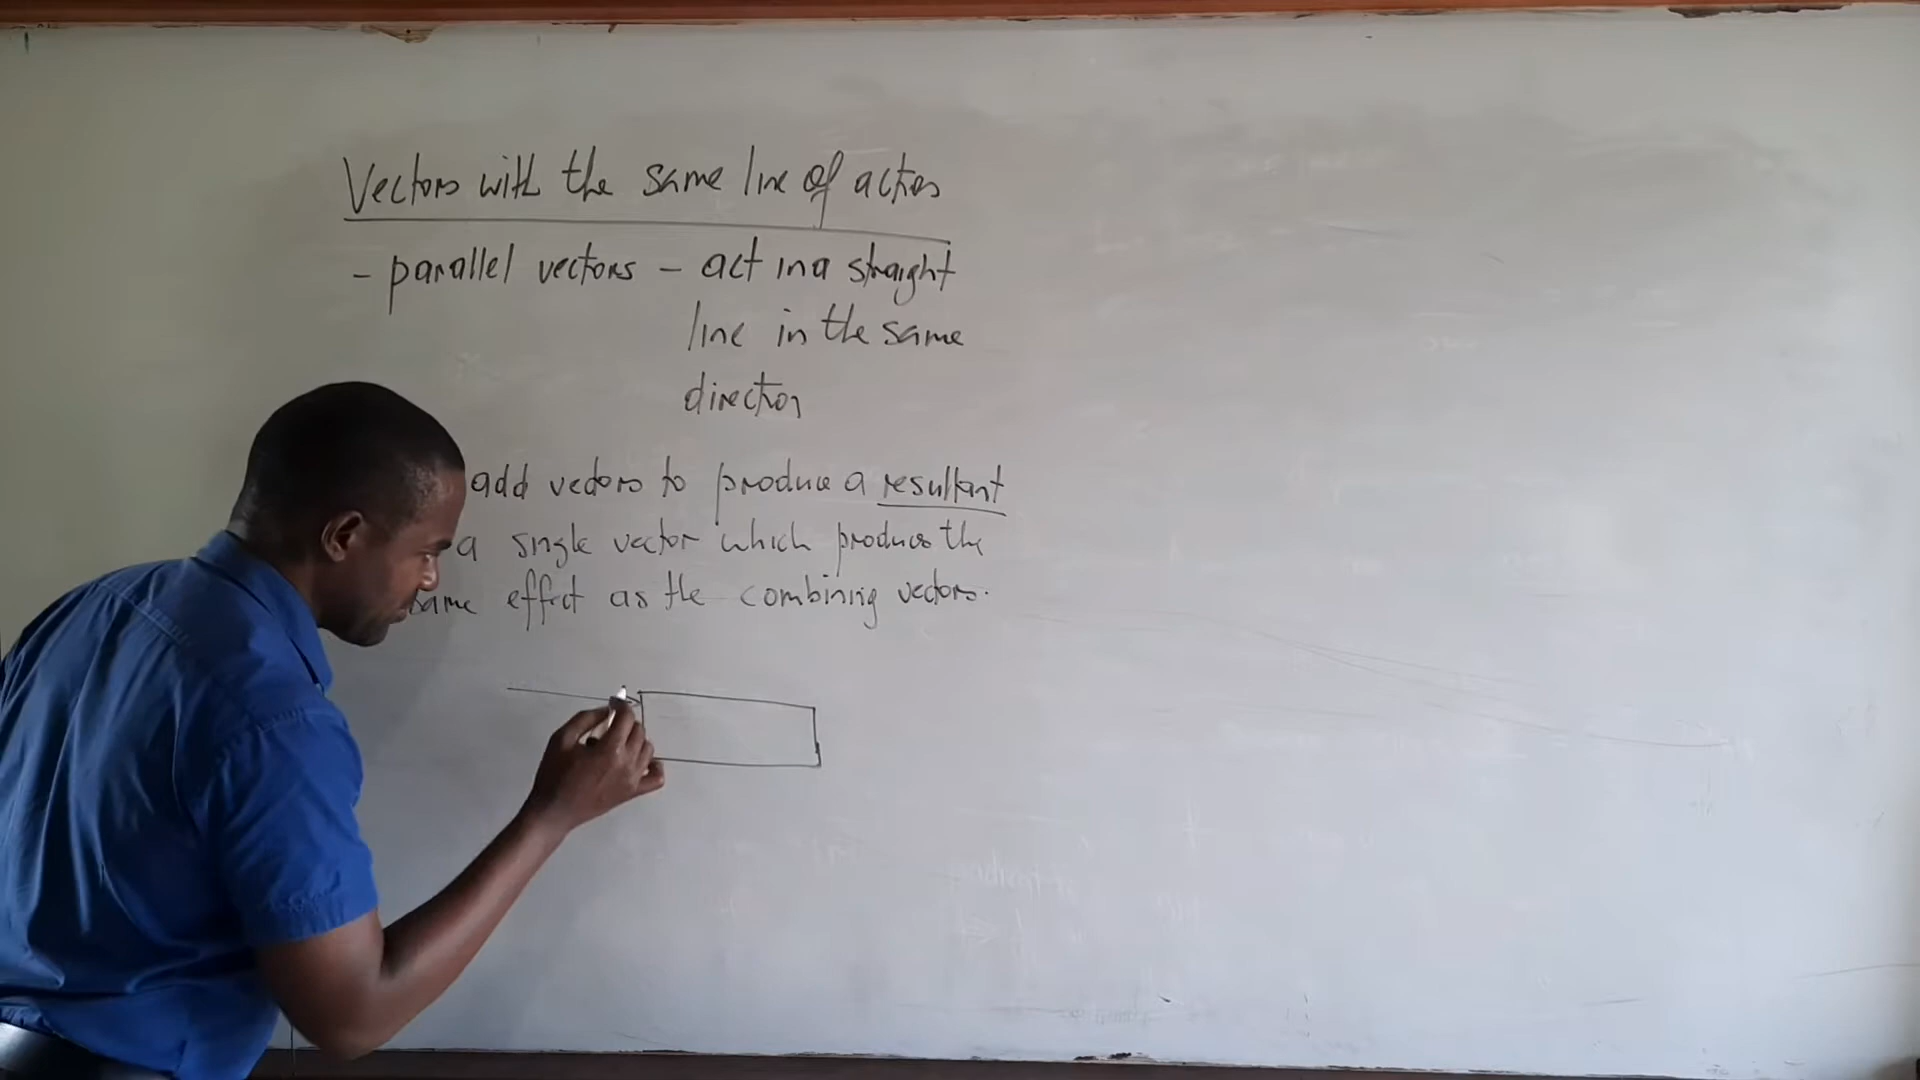 Vectors with the same line of action
- parallel vectors - act in a straight
line in the same
direction
add vectors to produce a resultant
a single vector which produces the
same effect as the combining vectors.